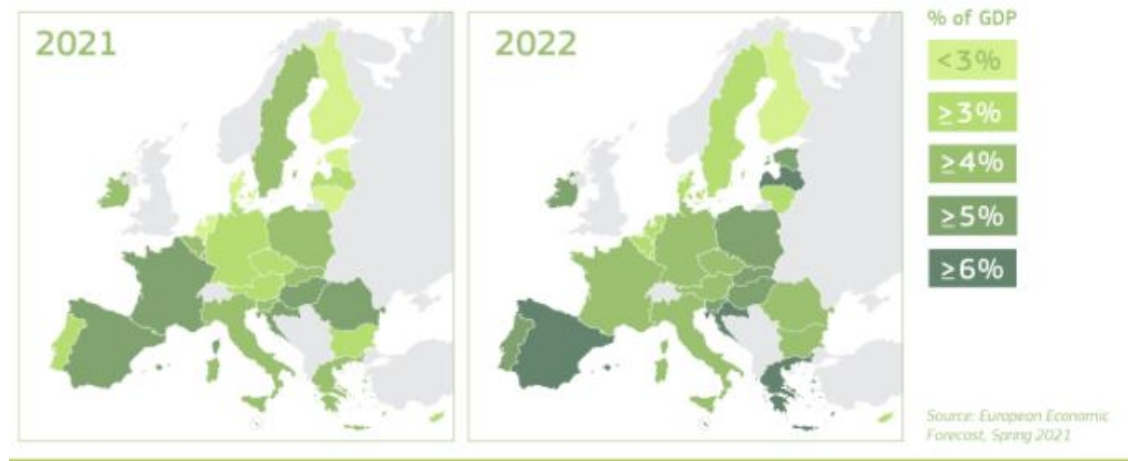 2021
2022
% of GDP
<3%
≥3%
≥4%
≥5%
≥6%
Source: European Economic
Forecast, Spring 2021